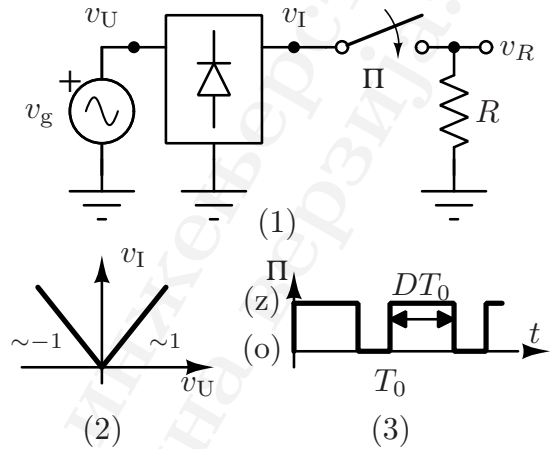 v_U v_I
v_R
Π
v_g
+
R
(1)
v_I
∼−1 ∼1
v_U
(2)
Π
(z)
(o)
DT_0
T_0
t
(3)